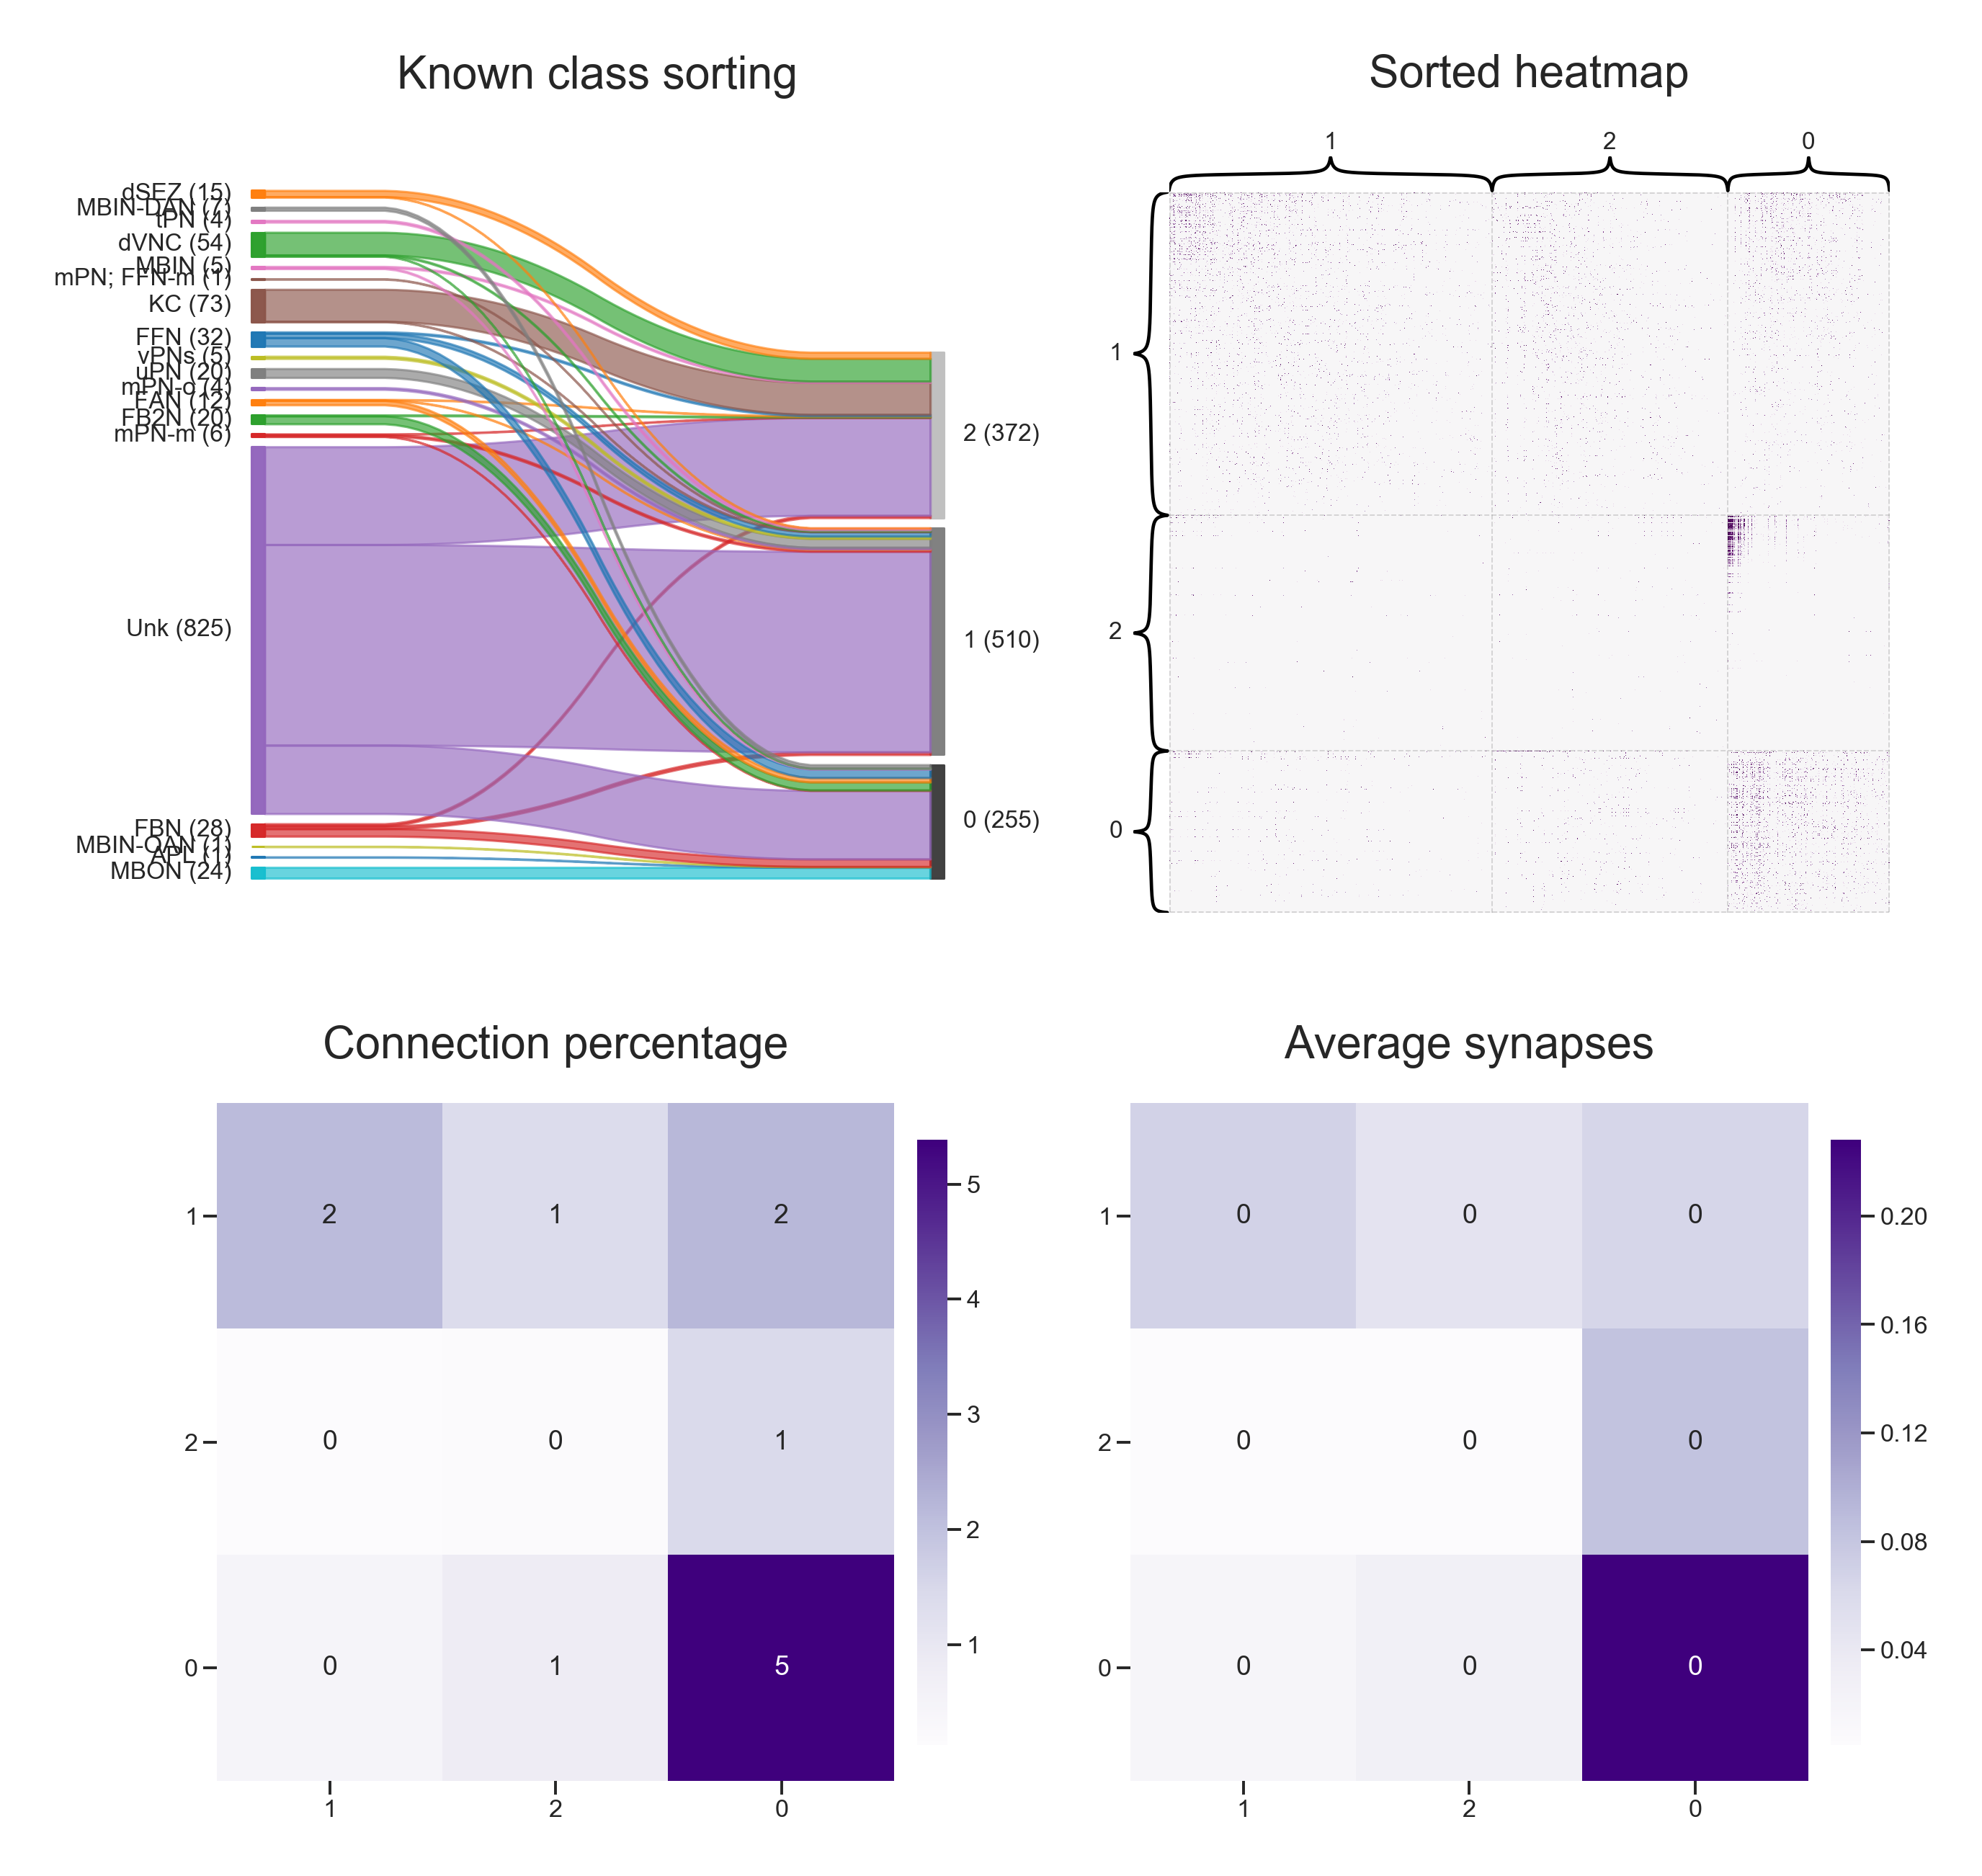 Known class sorting
dSEZ (15)
MBIN-DAN (7)
tPN (4)
dVNC (54)
MBIN (5)
mPN; FFN-m (1)
KC (73)
FFN (32)
vPNs (5)
uPN (20)
mPN-o (4)
FAN (12)
FB2N (20)
mPN-m (6)
Unk (825)
FBN (28)
MBIN-OAN (1)
APL (1)
MBON (24)
2 (372)
1 (510)
0 (255)
Sorted heatmap
1 2 0
1
2
0
Connection percentage
1 2 1 2
2 0 0 1
0 0 1 5
1 2 0
5
4
3
2
1
Average synapses
1 0 0 0
2 0 0 0
0 0 0 0
1 2 0
0.20
0.16
0.12
0.08
0.04